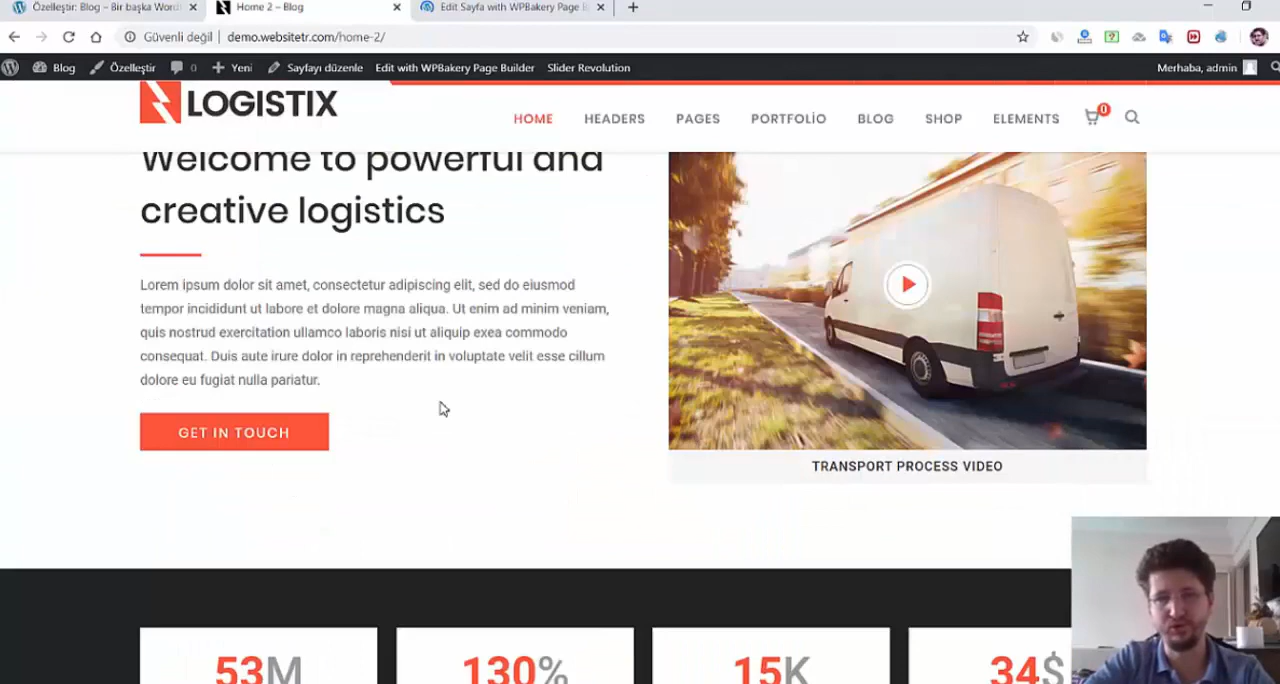 Özelleştir: Blog – Bir başka Word
Home 2 – Blog
Edit Sayfa with WPBakery Page B
Güvenli değil
demo.websitetr.com/home-2/
Blog
Özelleştir
0
Yeni
Sayfayı düzenle
Edit with WPBakery Page Builder
Slider Revolution
Merhaba, admin
LOGISTIX
HOME
HEADERS
PAGES
PORTFOLİO
BLOG
SHOP
ELEMENTS
0
Welcome to powerful and
creative logistics
Lorem ipsum dolor sit amet, consectetur adipiscing elit, sed do eiusmod
tempor incididunt ut labore et dolore magna aliqua. Ut enim ad minim veniam,
quis nostrud exercitation ullamco laboris nisi ut aliquip exea commodo
consequat. Duis aute irure dolor in reprehenderit in voluptate velit esse cillum
dolore eu fugiat nulla pariatur.
GET IN TOUCH
TRANSPORT PROCESS VIDEO
53M
130%
15K
34$